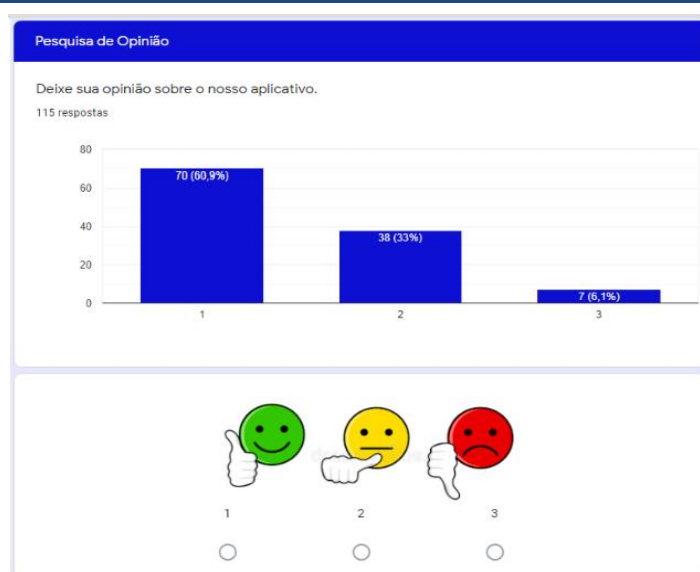 Pesquisa de Opinião
Deixe sua opinião sobre o nosso aplicativo.
115 respostas
80
60
40
20
0
70 (60,9%)
38 (33%)
7 (6,1%)
1 2 3
1 2 3